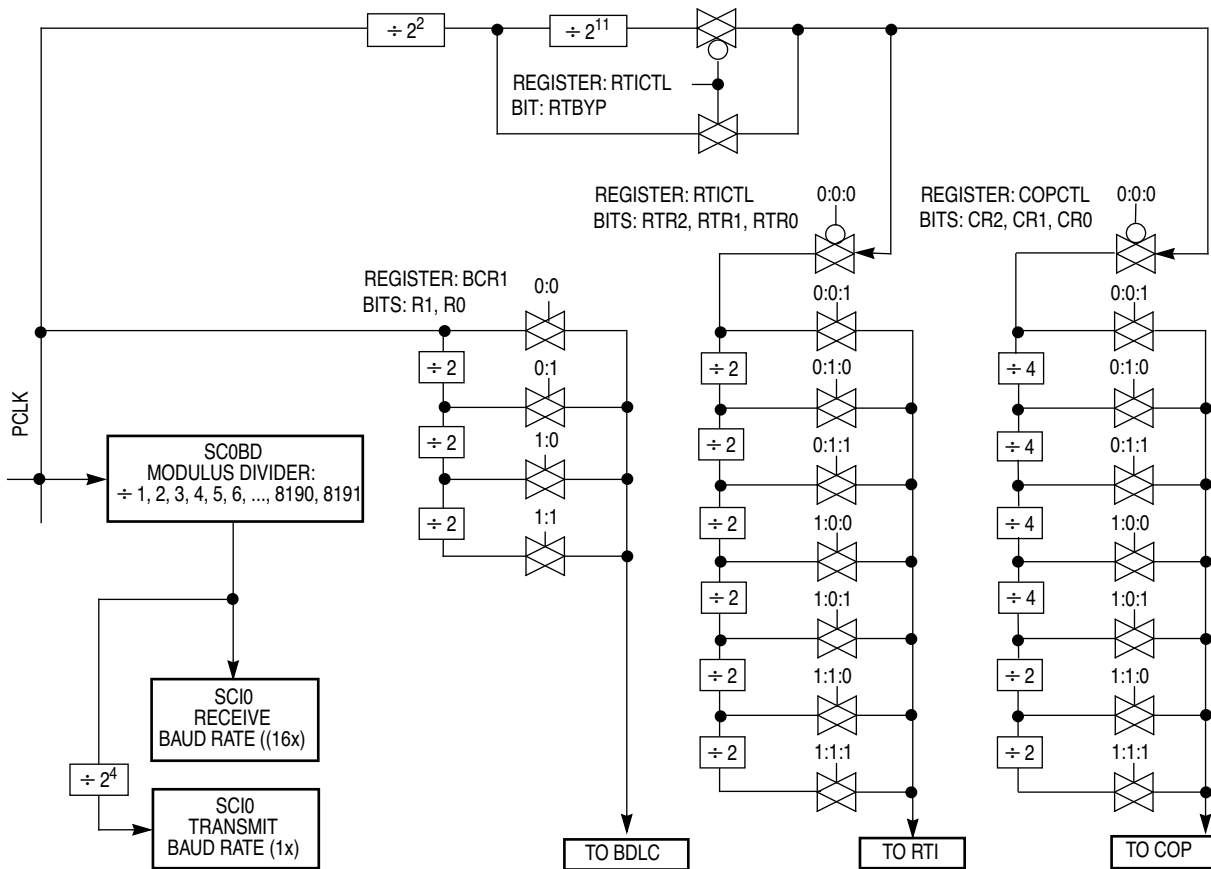 ÷ 2²
÷ 2¹¹
REGISTER: RTICTL
BIT: RTBYP
REGISTER: RTICTL
BITS: RTR2, RTR1, RTR0
0:0:0
REGISTER: COPCTL
BITS: CR2, CR1, CR0
0:0:0
REGISTER: BCR1
BITS: R1, R0
0:0
0:1
1:0
1:1
÷ 2
÷ 2
÷ 2
0:0:1
0:1:0
0:1:1
1:0:0
1:0:1
1:1:0
1:1:1
÷ 2
÷ 2
÷ 2
÷ 2
÷ 2
÷ 2
0:0:1
0:1:0
0:1:1
1:0:0
1:0:1
1:1:0
1:1:1
÷ 4
÷ 4
÷ 4
÷ 4
÷ 2
÷ 2
PCLK
SC0BD
MODULUS DIVIDER:
÷ 1, 2, 3, 4, 5, 6, ..., 8190, 8191
SCI0
RECEIVE
BAUD RATE ((16x)
÷ 2⁴
SCI0
TRANSMIT
BAUD RATE (1x)
TO BDLC
TO RTI
TO COP